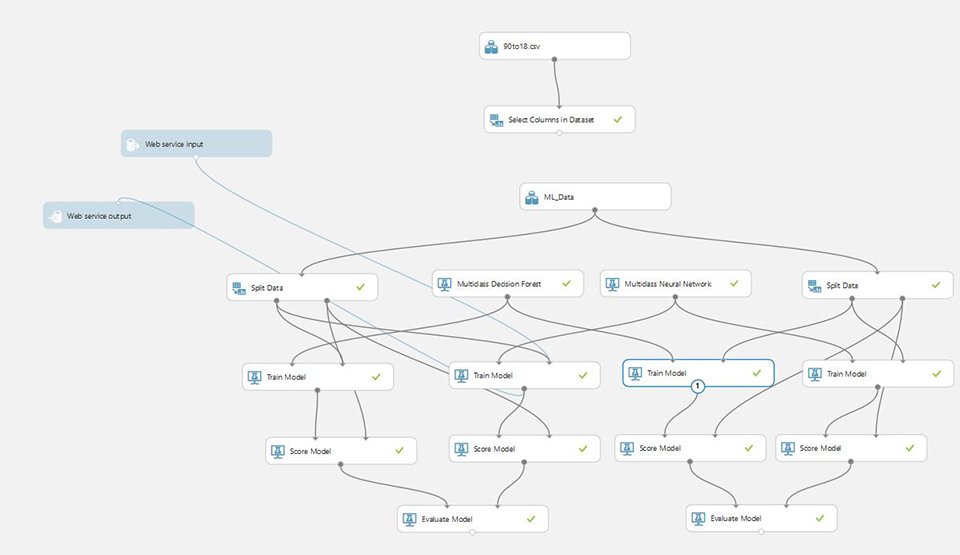 90to18.csv
Select Columns in Dataset
Web service input
ML_Data
Web service output
Split Data
Multiclass Decision Forest
Multiclass Neural Network
Split Data
Train Model
Train Model
Train Model
Train Model
1
Score Model
Score Model
Score Model
Score Model
Evaluate Model
Evaluate Model